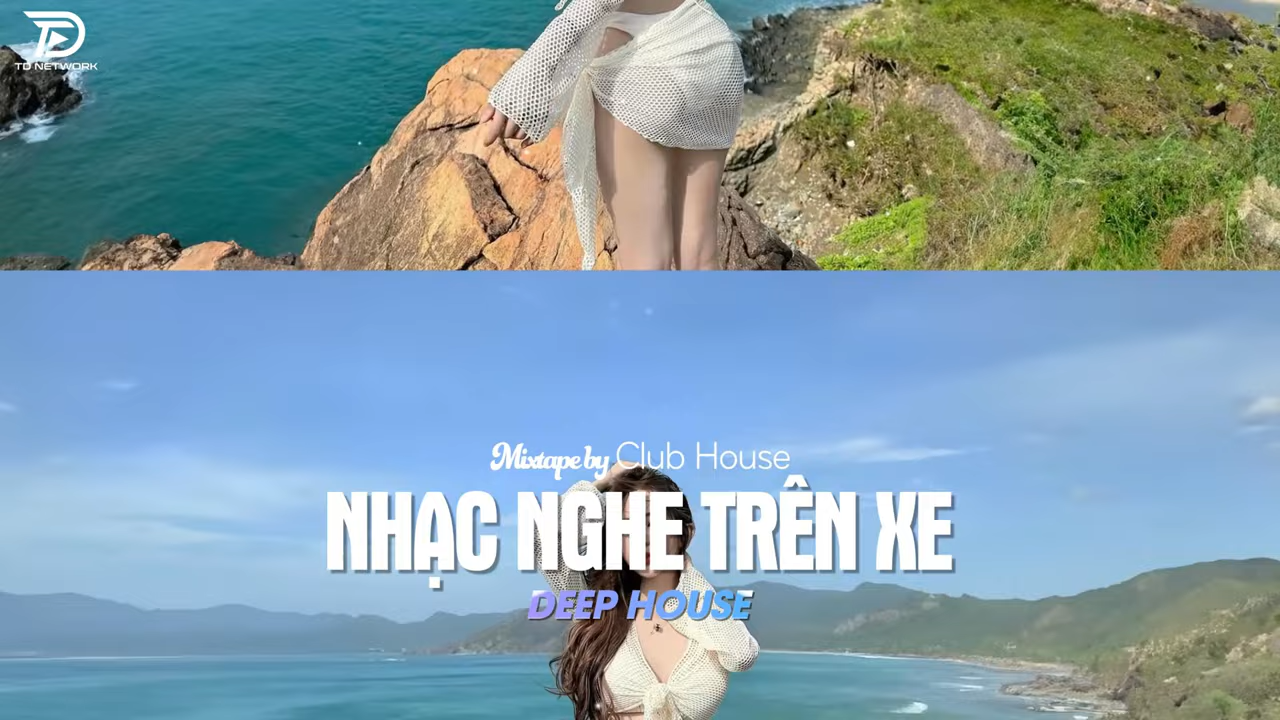 TD NETWORK
Mixtape by Club House
NHẠC NGHE TRÊN XE
DEEP HOUSE